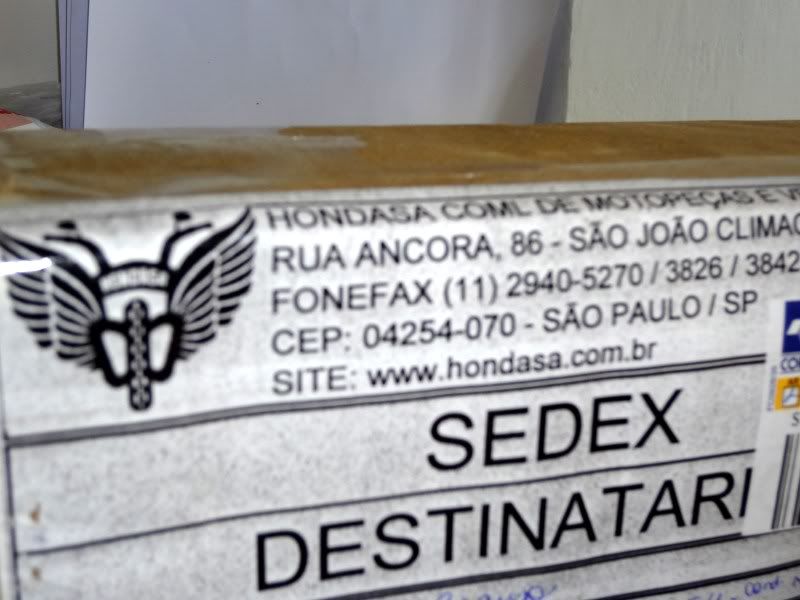 HONDASA COML DE MOTOPEÇAS E
RUA ANCORA, 86 - SÃO JOÃO CLIMAC
FONEFAX (11) 2940-5270 / 3826 / 3842
CEP: 04254-070 - SÃO PAULO / SP
SITE: www.hondasa.com.br
HONDASA
SEDEX
DESTINATARI